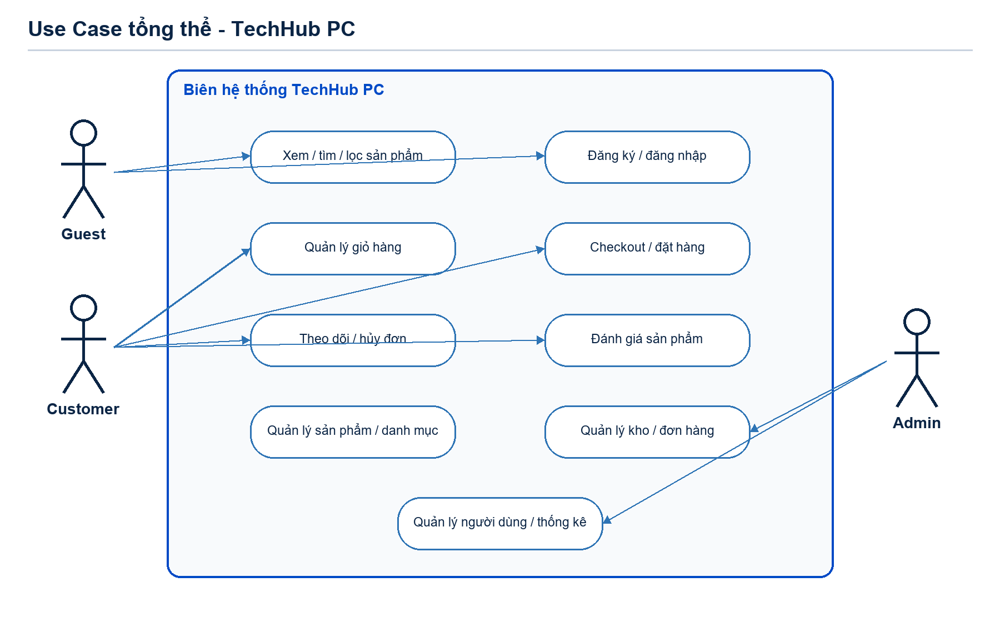 Use Case tổng thể - TechHub PC
Biên hệ thống TechHub PC
Xem / tìm / lọc sản phẩm
Đăng ký / đăng nhập
Guest
Quản lý giỏ hàng
Checkout / đặt hàng
Theo dõi / hủy đơn
Đánh giá sản phẩm
Customer
Quản lý sản phẩm / danh mục
Quản lý kho / đơn hàng
Admin
Quản lý người dùng / thống kê